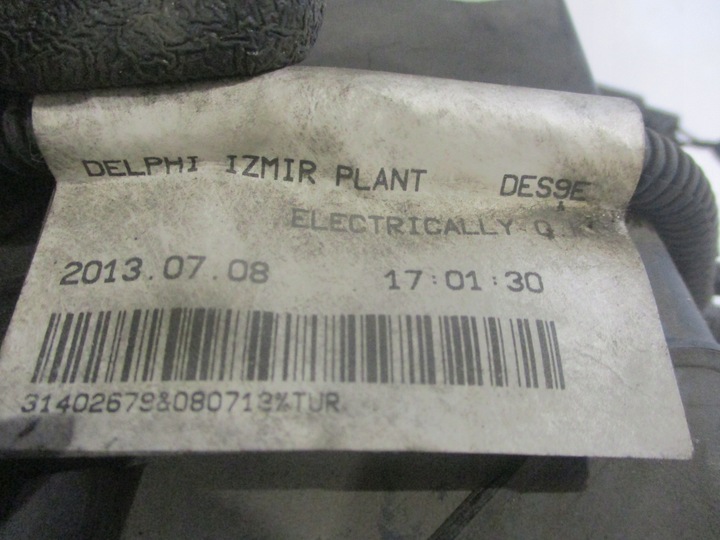 DELPHI IZMIR PLANT DES9E
&
ELECTRICALLY O K
2013.07.08 17:01:30
31402679&080713%TUR